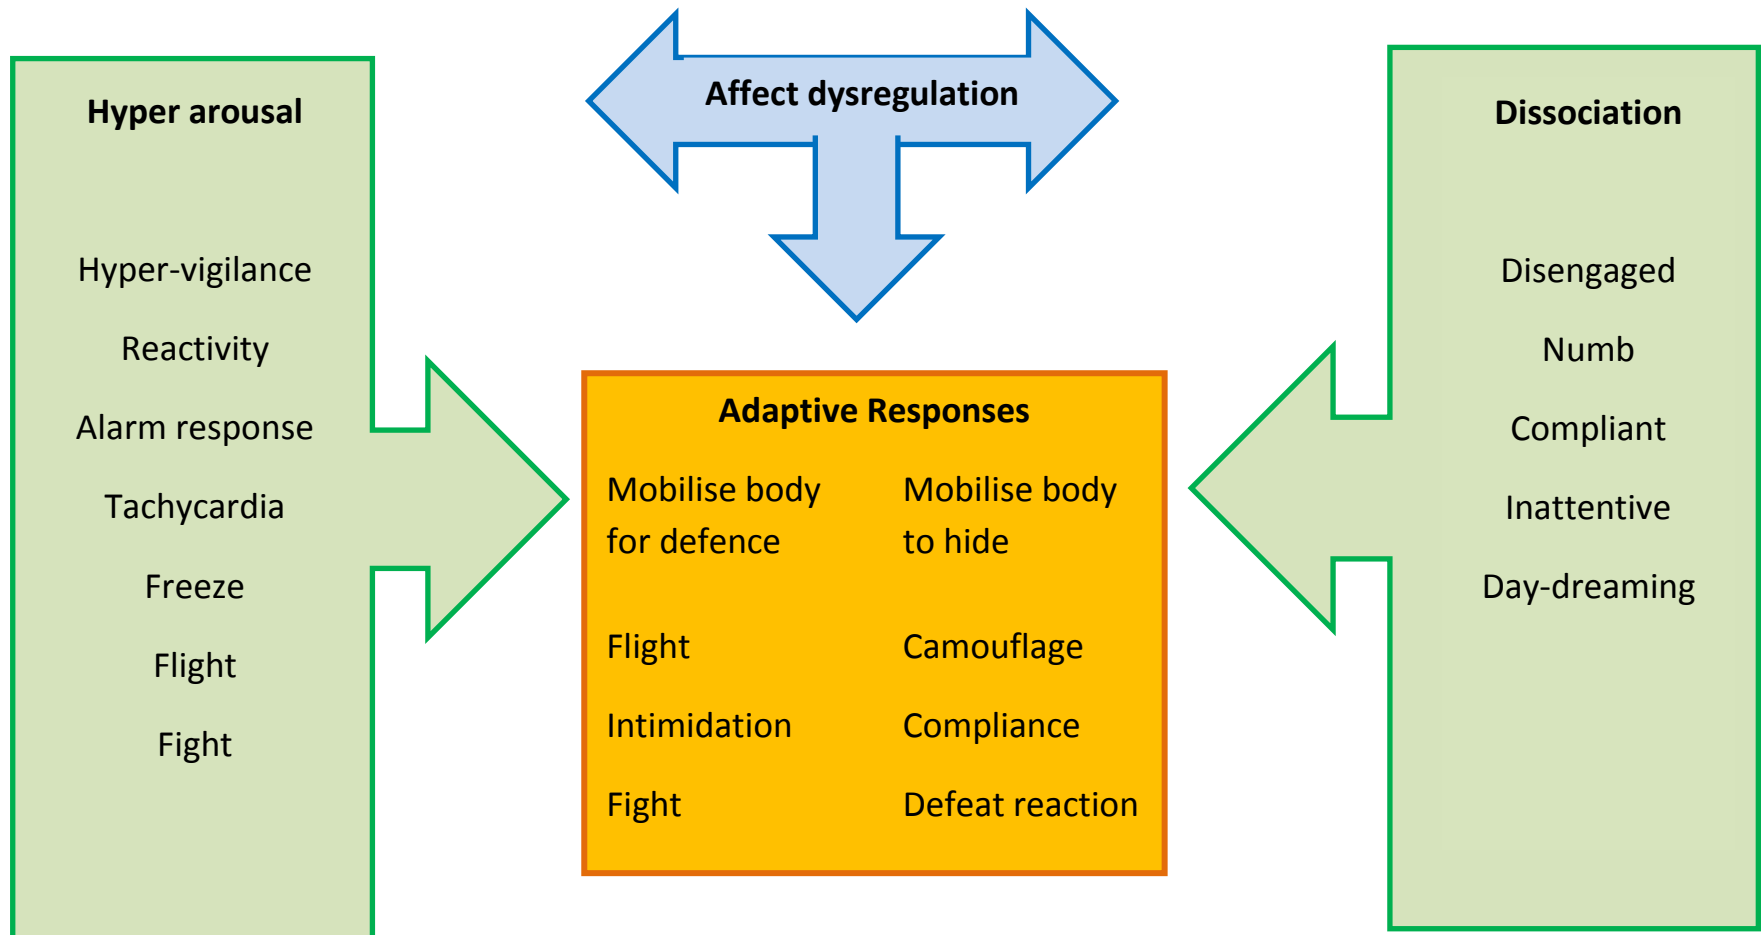 Affect dysregulation
Hyper arousal
Hyper-vigilance
Reactivity
Alarm response
Tachycardia
Freeze
Flight
Fight
Adaptive Responses
Mobilise body
for defence
Mobilise body
to hide
Flight
Camouflage
Intimidation
Compliance
Fight
Defeat reaction
Dissociation
Disengaged
Numb
Compliant
Inattentive
Day-dreaming